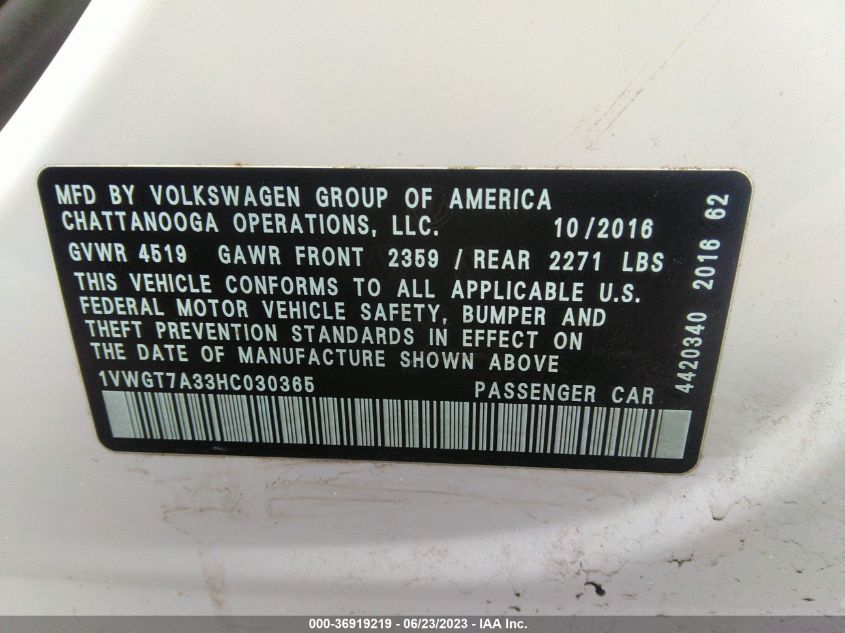 MFD BY VOLKSWAGEN GROUP OF AMERICA
CHATTANOOGA OPERATIONS, LLC. 10/2016
GVWR 4519 GAWR FRONT 2359 / REAR 2271 LBS
THIS VEHICLE CONFORMS TO ALL APPLICABLE U.S.
FEDERAL MOTOR VEHICLE SAFETY, BUMPER AND
THEFT PREVENTION STANDARDS IN EFFECT ON
THE DATE OF MANUFACTURE SHOWN ABOVE
1VWGT7A33HC030365 PASSENGER CAR
4420340 2016 62
000-36919219 - 06/23/2023 - IAA Inc.